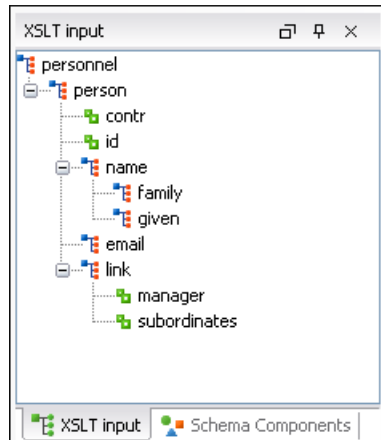 XSLT input
personnel
person
contr
id
name
family
given
email
link
manager
subordinates
XSLT input Schema Components